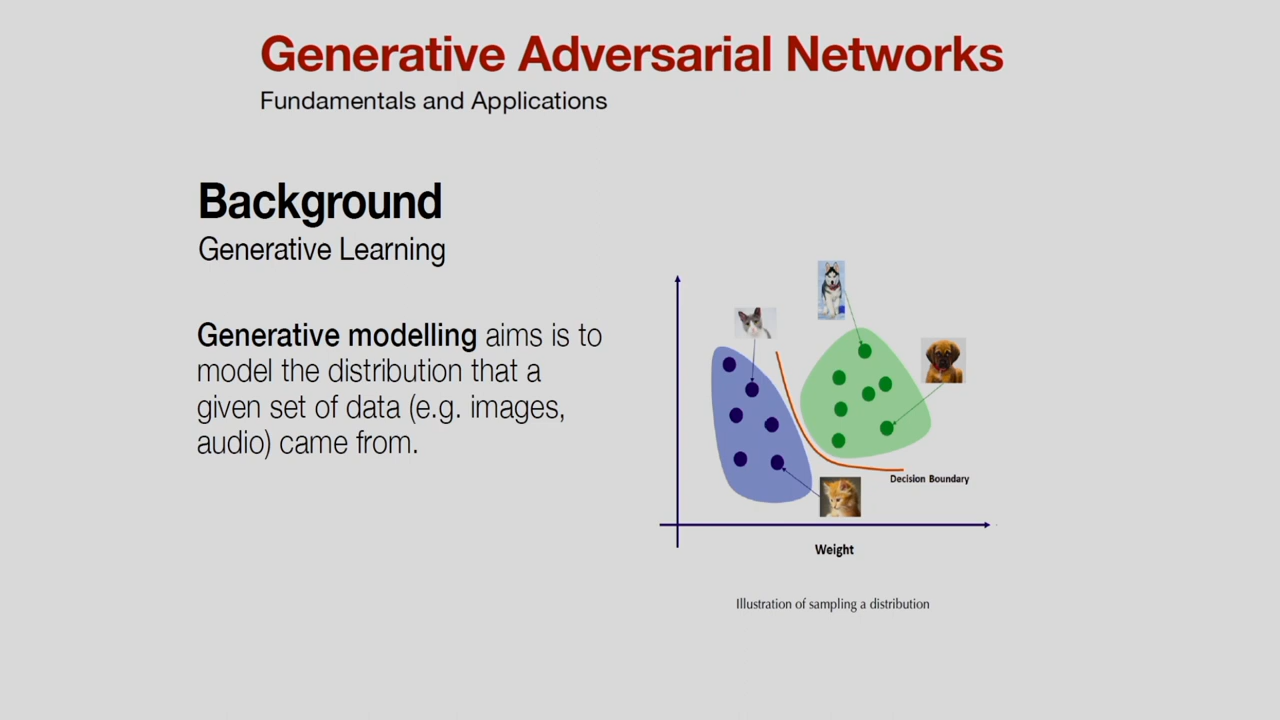 Generative Adversarial Networks
Fundamentals and Applications
Background
Generative Learning
Generative modelling aims is to
model the distribution that a
given set of data (e.g. images,
audio) came from.
Decision Boundary
Weight
Illustration of sampling a distribution